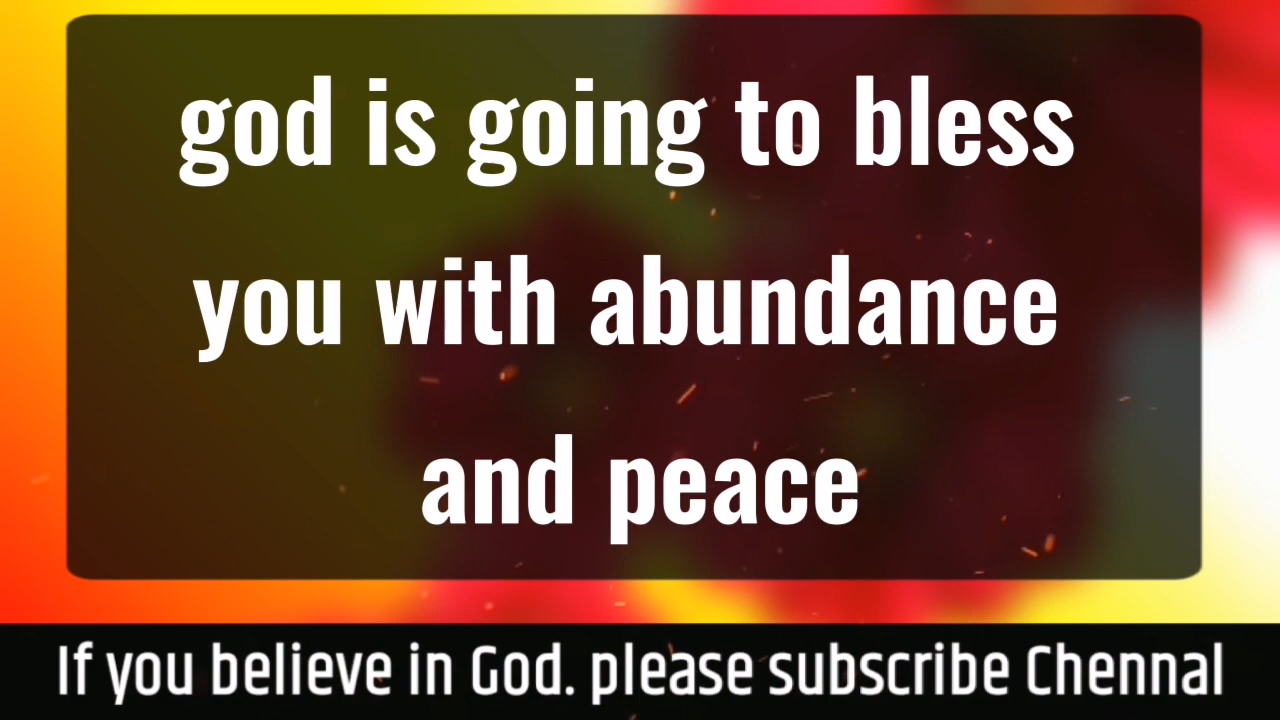 god is going to bless
you with abundance
and peace
If you believe in God. please subscribe Chennal